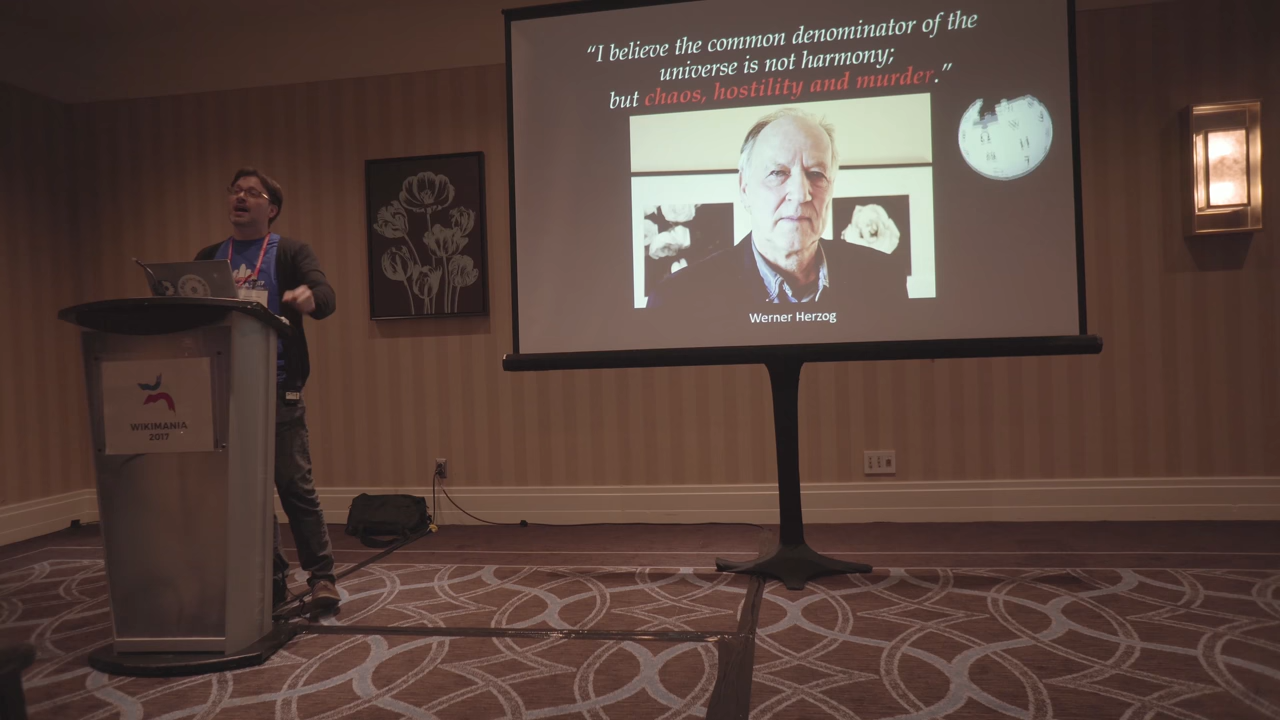 “I believe the common denominator of the
universe is not harmony;
but chaos, hostility and murder.”
Werner Herzog
WIKIMANIA
2017